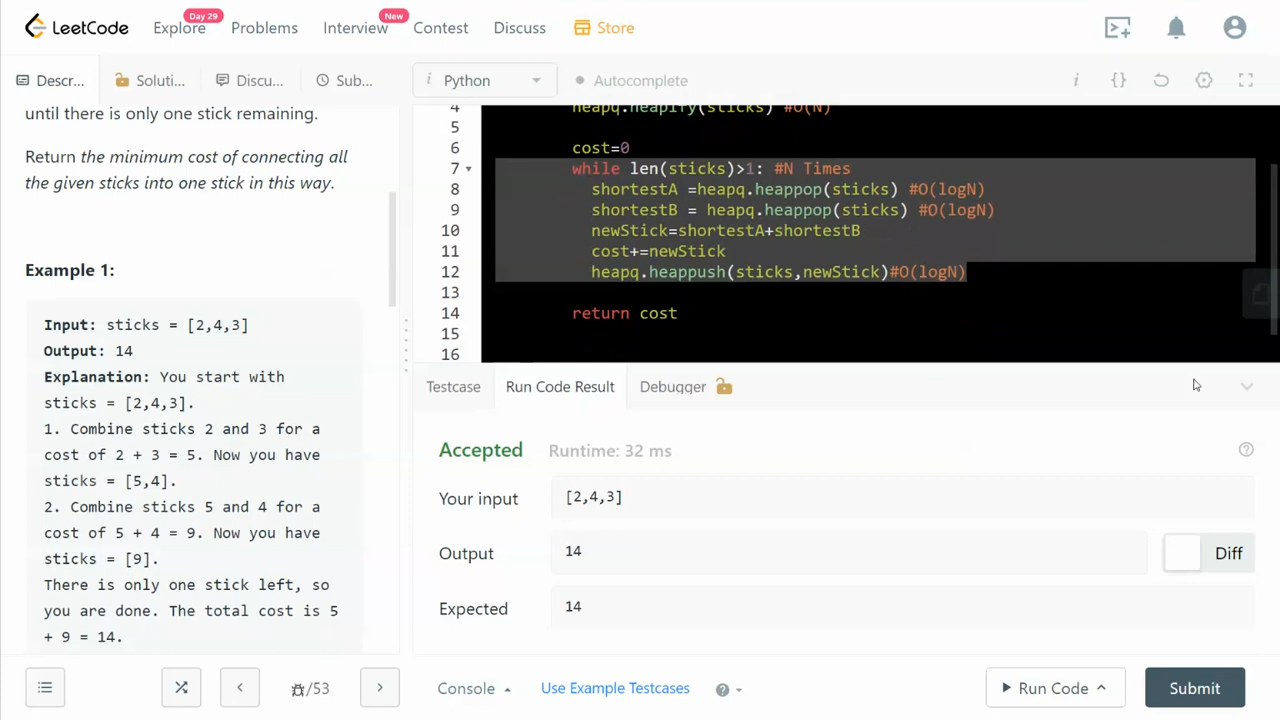 LeetCode
Explore
Day 29
Problems
Interview
New
Contest
Discuss
Store
Descr...
Soluti...
Discu...
Sub...
i Python
Autocomplete
i {}
until there is only one stick remaining.
Return the minimum cost of connecting all
the given sticks into one stick in this way.
Example 1:
Input: sticks = [2,4,3]
Output: 14
Explanation: You start with
sticks = [2,4,3].
1. Combine sticks 2 and 3 for a
cost of 2 + 3 = 5. Now you have
sticks = [5,4].
2. Combine sticks 5 and 4 for a
cost of 5 + 4 = 9. Now you have
sticks = [9].
There is only one stick left, so
you are done. The total cost is 5
+ 9 = 14.
4 heapq.heapify(sticks) #O(N)
5
6 cost=0
7 while len(sticks)>1: #N Times
8 shortestA =heapq.heappop(sticks) #O(logN)
9 shortestB = heapq.heappop(sticks) #O(logN)
10 newStick=shortestA+shortestB
11 cost+=newStick
12 heapq.heappush(sticks,newStick)#O(logN)
13
14 return cost
15
16
Testcase
Run Code Result
Debugger
Accepted Runtime: 32 ms
Your input [2,4,3]
Output 14
Diff
Expected 14
/53
Console
Use Example Testcases
?
Run Code
Submit